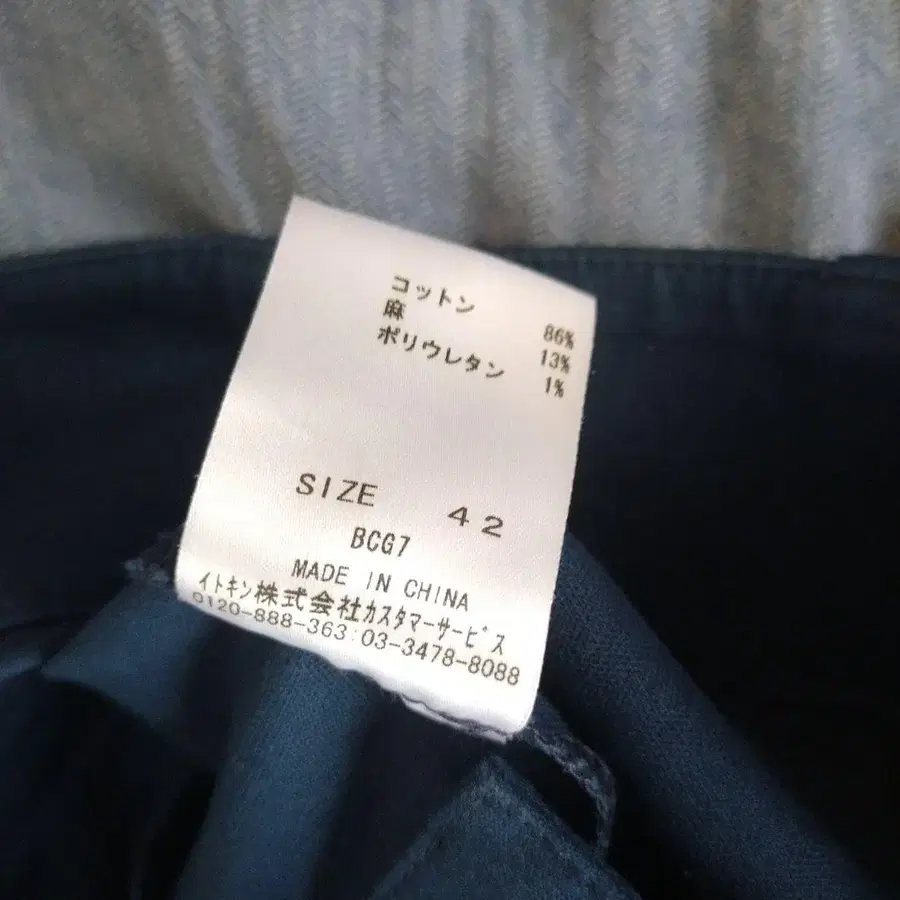 コットン 86%
麻 13%
ポリウレタン 1%
SIZE 42
BCG7
MADE IN CHINA
イトキン株式会社カスタマーサービス
0120-888-363:03-3478-8088